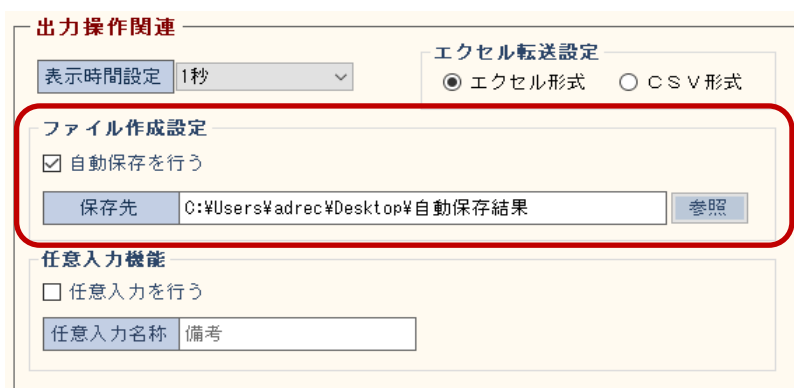 出力操作関連
表示時間設定 1秒
エクセル転送設定
エクセル形式 CSV形式
ファイル作成設定
自動保存を行う
保存先 C:¥Users¥adrec¥Desktop¥自動保存結果 参照
任意入力機能
任意入力を行う
任意入力名称 備考